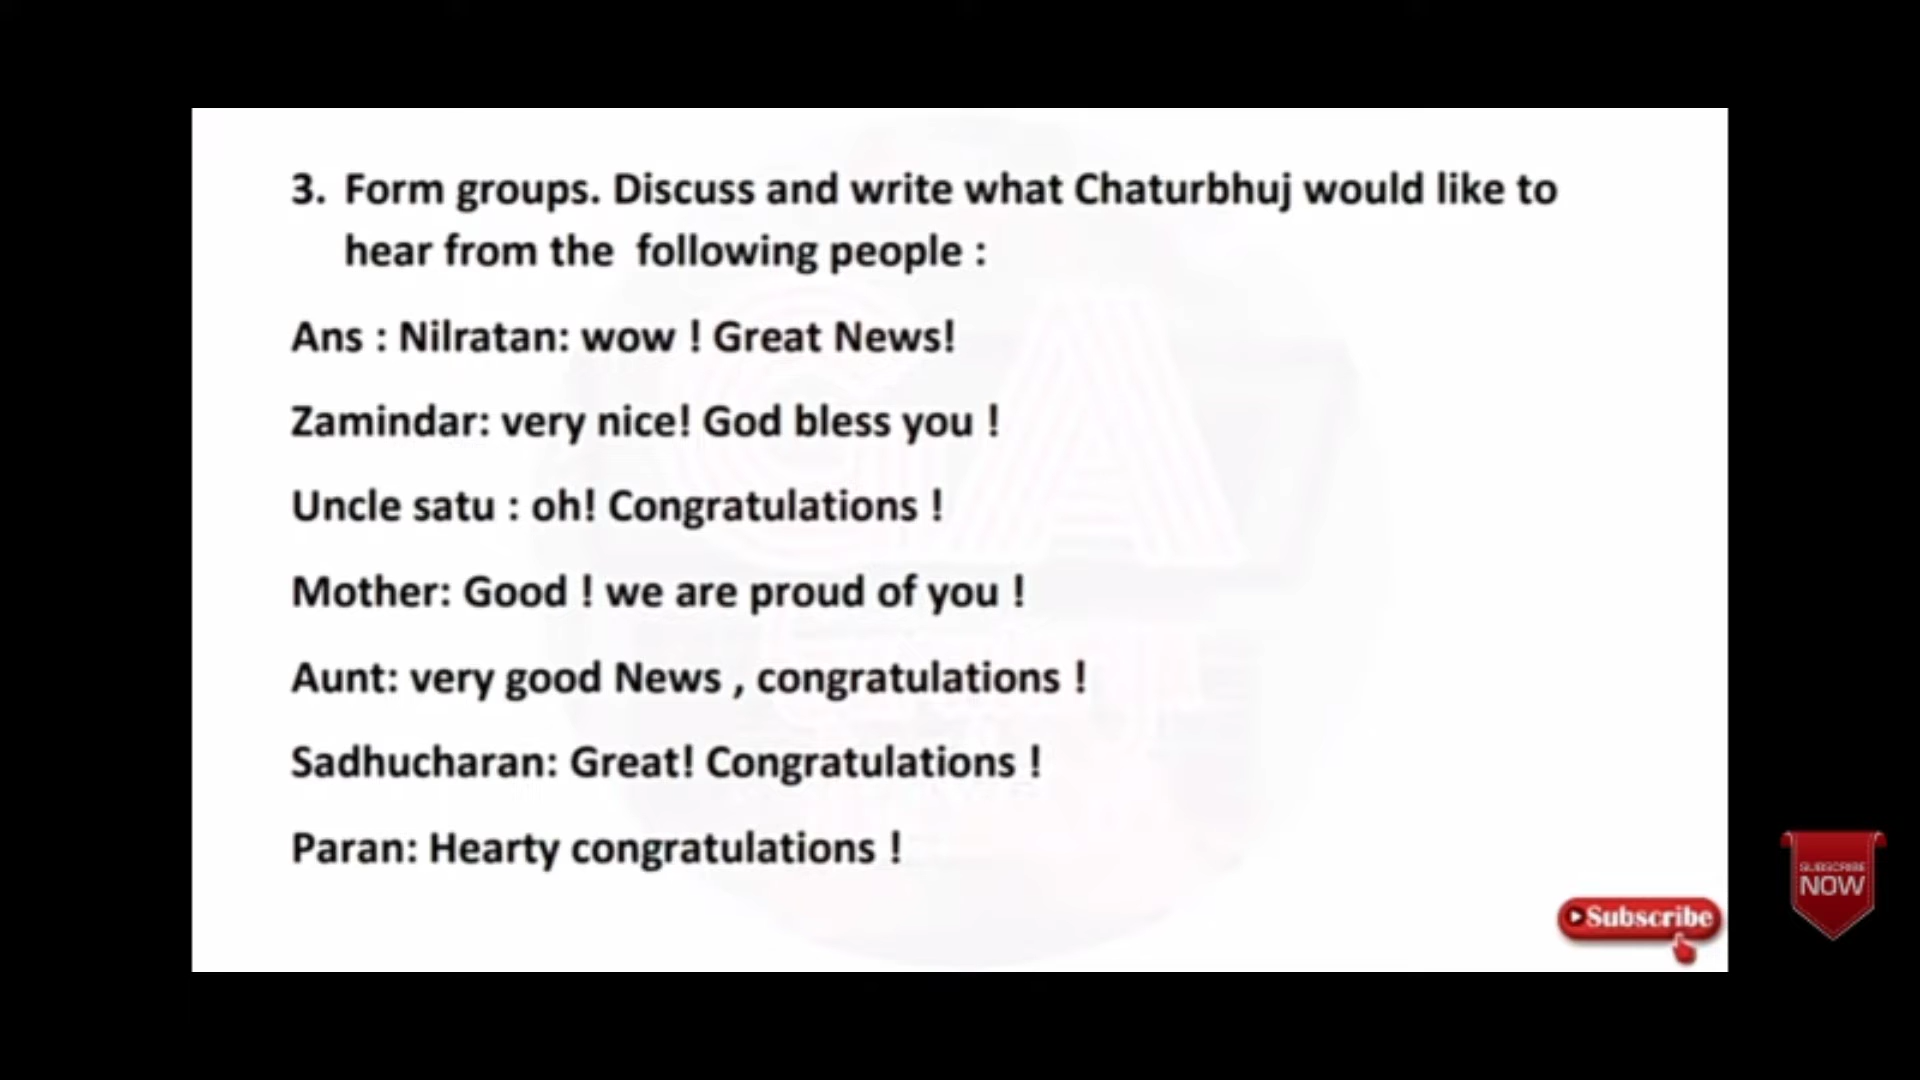 3. Form groups. Discuss and write what Chaturbhuj would like to
hear from the following people :
Ans : Nilratan: wow ! Great News!
Zamindar: very nice! God bless you !
Uncle satu : oh! Congratulations !
Mother: Good ! we are proud of you !
Aunt: very good News , congratulations !
Sadhucharan: Great! Congratulations !
Paran: Hearty congratulations !
SUBSCRIBE
NOW
Subscribe